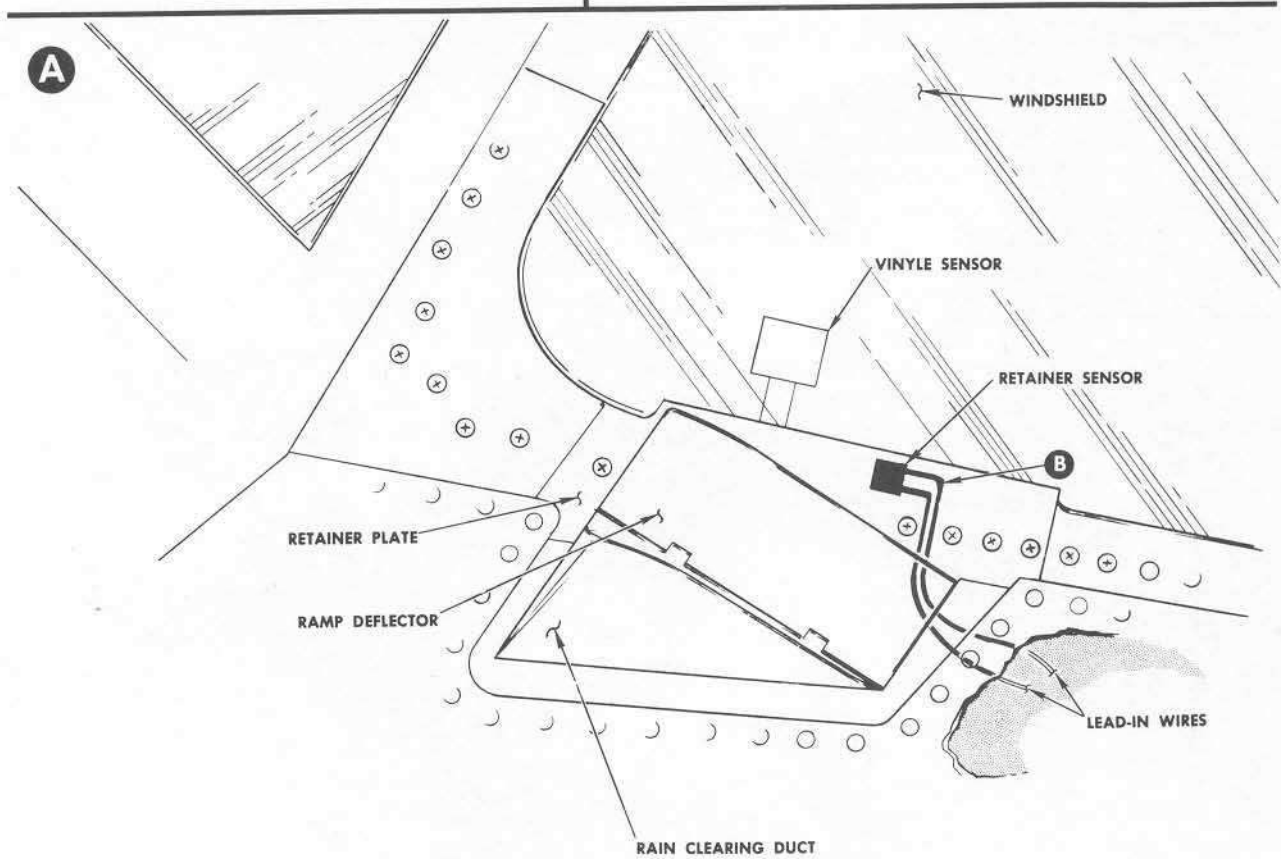 A
WINDSHIELD
VINYLE SENSOR
RETAINER SENSOR
B
RETAINER PLATE
RAMP DEFLECTOR
LEAD-IN WIRES
RAIN CLEARING DUCT